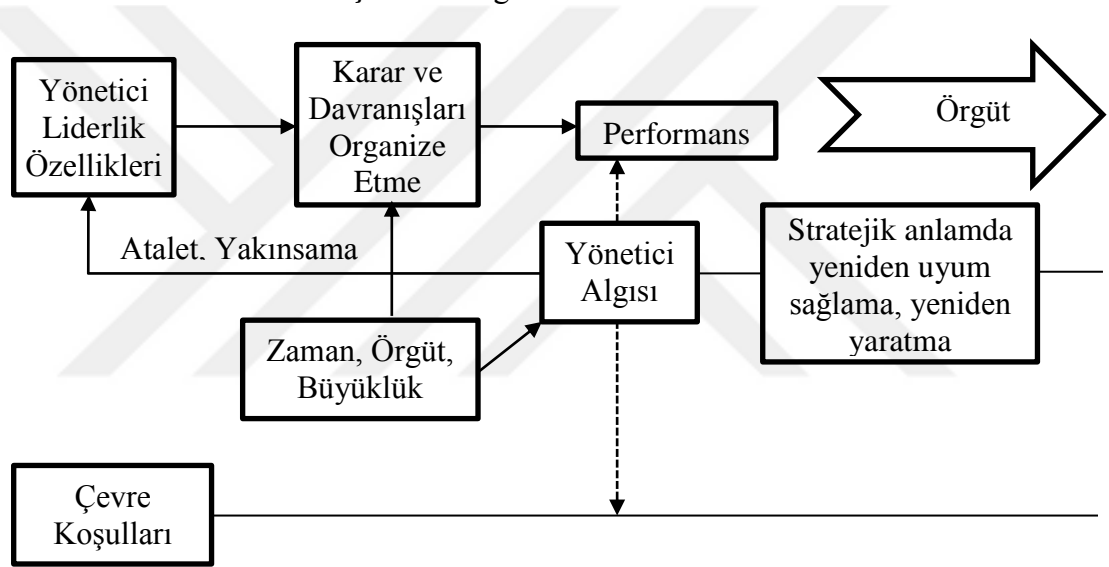 Yönetici
Liderlik
Özellikleri
Karar ve
Davranışları
Organize
Etme
Performans
Örgüt
Atalet, Yakınsama
Yönetici
Algısı
Stratejik anlamda
yeniden uyum
sağlama, yeniden
yaratma
Zaman, Örgüt,
Büyüklük
Çevre
Koşulları